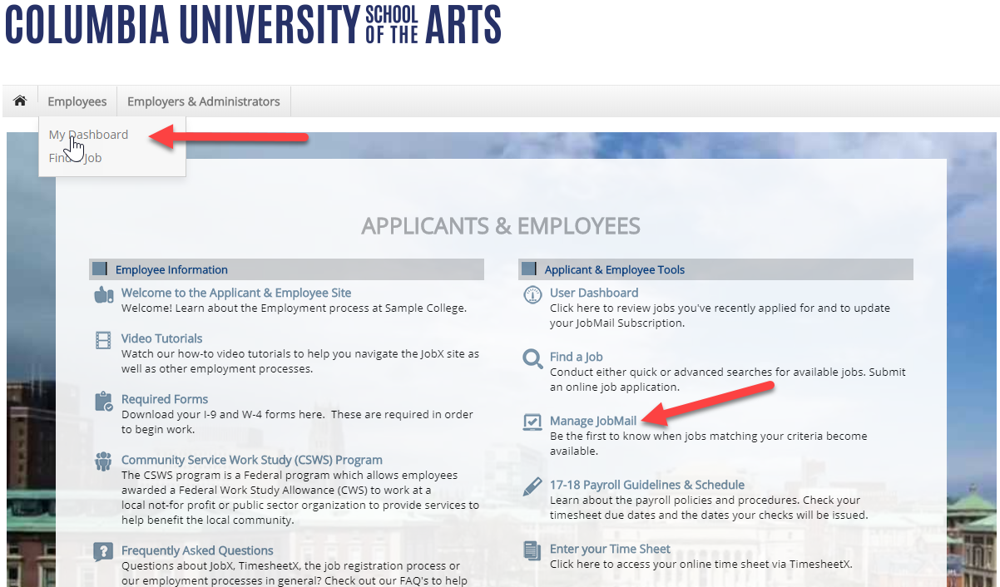 COLUMBIA UNIVERSITY SCHOOL OF THE ARTS
Employees
Employers & Administrators
My Dashboard
Find Job
APPLICANTS & EMPLOYEES
Employee Information
Welcome to the Applicant & Employee Site
Welcome! Learn about the Employment process at Sample College.
Video Tutorials
Watch our how-to video tutorials to help you navigate the JobX site as
well as other employment processes.
Required Forms
Download your I-9 and W-4 forms here.  These are required in order
to begin work.
Community Service Work Study (CSWS) Program
The CSWS program is a Federal program which allows employees
awarded a Federal Work Study Allowance (CWS) to work at a
local not-for profit or public sector organization to provide services to
help benefit the local community.
Frequently Asked Questions
Questions about JobX, TimesheetX, the job registration process or
our employment processes in general? Check out our FAQ's to help
Applicant & Employee Tools
User Dashboard
Click here to review jobs you've recently applied for and to update
your JobMail Subscription.
Find a Job
Conduct either quick or advanced searches for available jobs. Submit
an online job application.
Manage JobMail
Be the first to know when jobs matching your criteria become
available.
17-18 Payroll Guidelines & Schedule
Learn about the payroll policies and procedures. Check your
timesheet due dates and the dates your checks will be issued.
Enter your Time Sheet
Click here to access your online time sheet via TimesheetX.